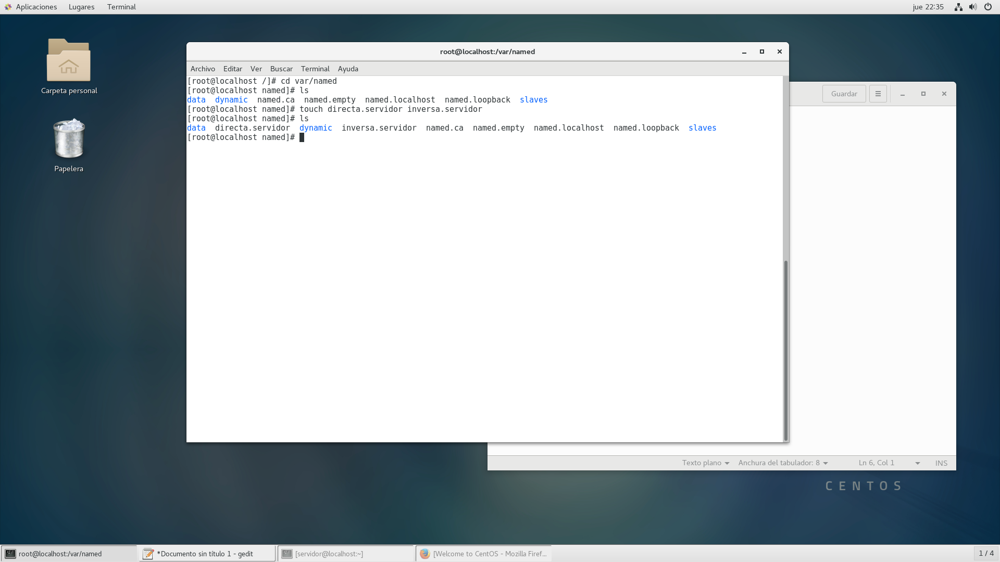 Aplicaciones Lugares Terminal jue 22:35
Carpeta personal
Papelera
root@localhost:/var/named
Archivo Editar Ver Buscar Terminal Ayuda
[root@localhost /]# cd var/named
[root@localhost named]# ls
data dynamic named.ca named.empty named.localhost named.loopback slaves
[root@localhost named]# touch directa.servidor inversa.servidor
[root@localhost named]# ls
data directa.servidor dynamic inversa.servidor named.ca named.empty named.localhost named.loopback slaves
[root@localhost named]#
Guardar
Texto plano Anchura del tabulador: 8 Ln 6, Col 1 INS
CENTOS
root@localhost:/var/named *Documento sin título 1 - gedit [servidor@localhost:~] [Welcome to CentOS - Mozilla Firef... 1 / 4